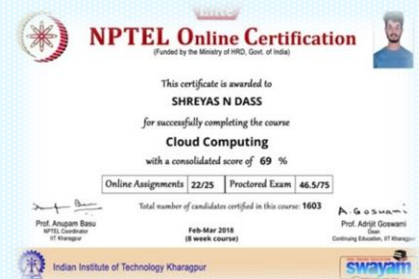 Elite
NPTEL Online Certification
(Funded by the Ministry of HRD, Govt. of India)
This certificate is awarded to
SHREYAS N DASS
for successfully completing the course
Cloud Computing
with a consolidated score of 69 %
Online Assignments 22/25 Proctored Exam 46.5/75
Total number of candidates certified in this course: 1603
A. Goswami
Prof. Anupam Basu
NPTEL Coordinator
IIT Kharagpur
Feb-Mar 2018
(8 week course)
Prof. Adrijit Goswami
Dean
Continuing Education, IIT Kharagpur
Indian Institute of Technology Kharagpur
swayam